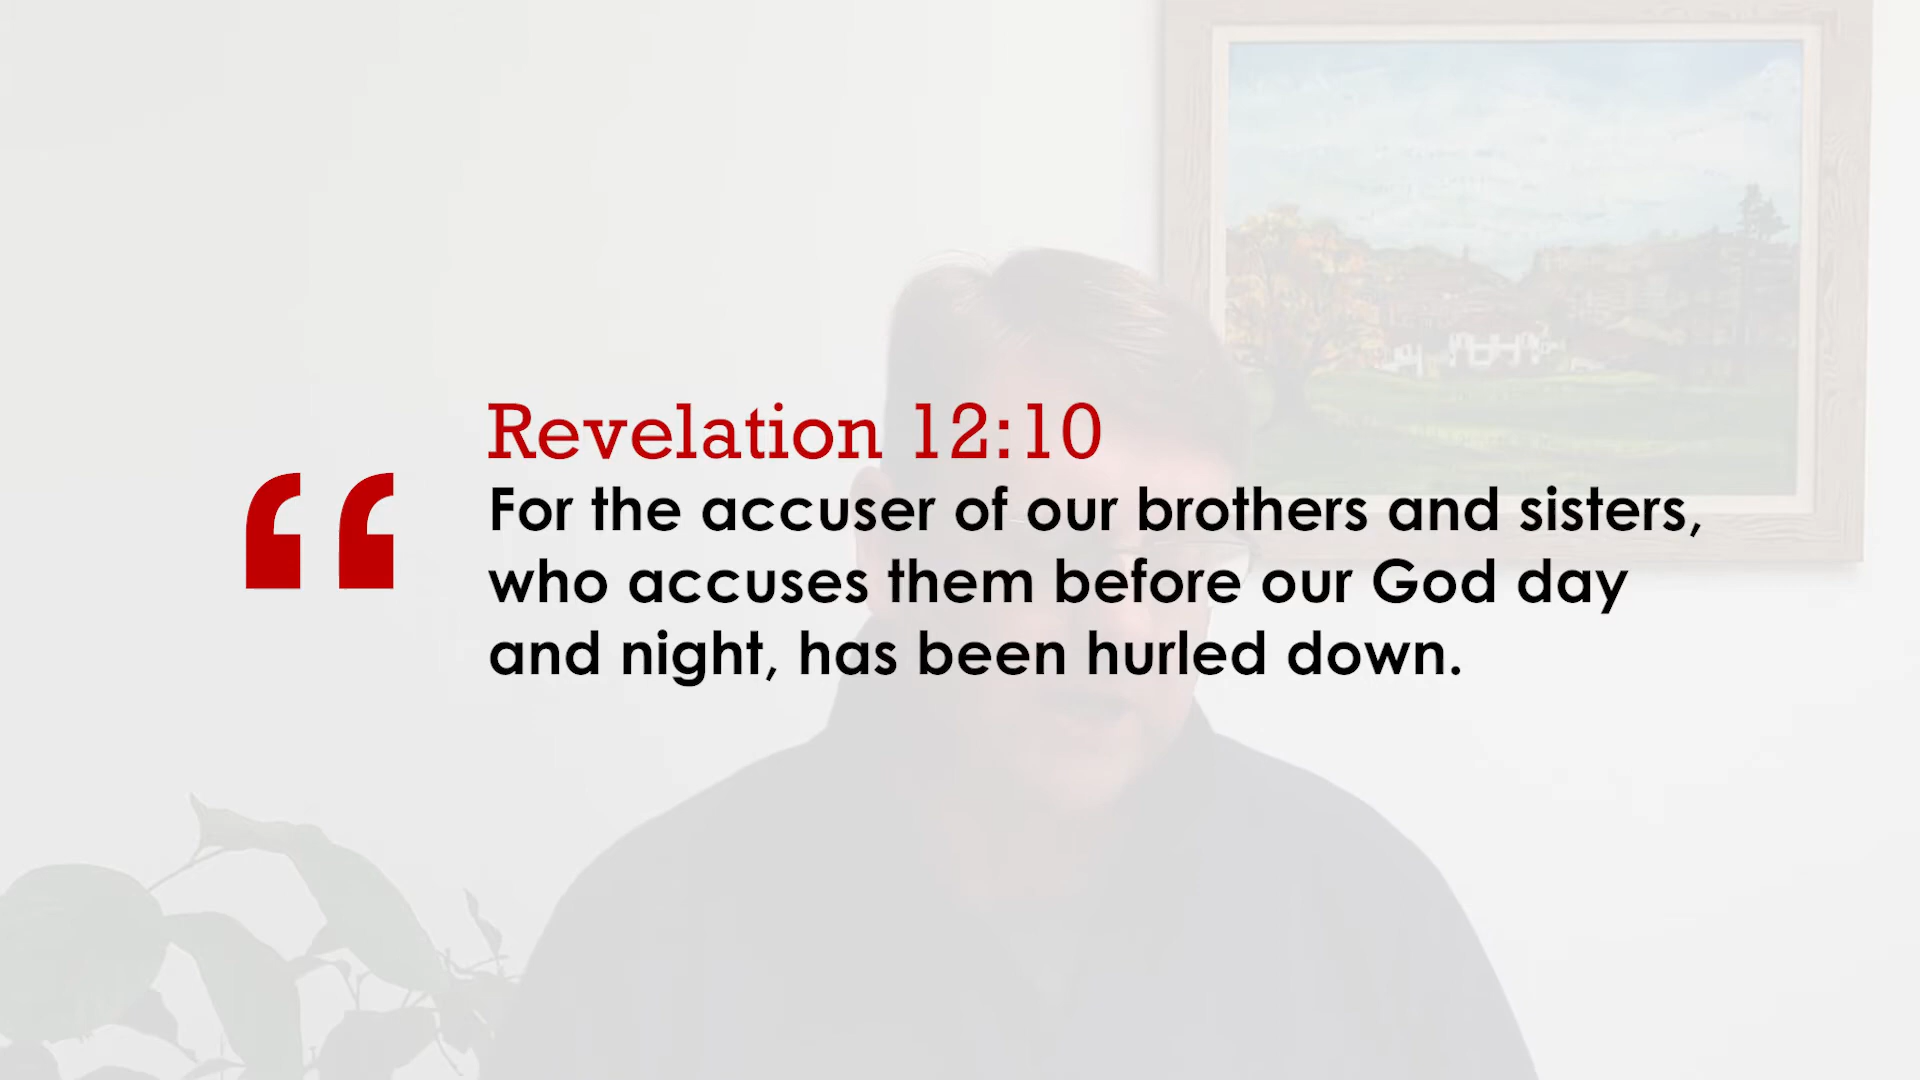 “
Revelation 12:10
For the accuser of our brothers and sisters,
who accuses them before our God day
and night, has been hurled down.